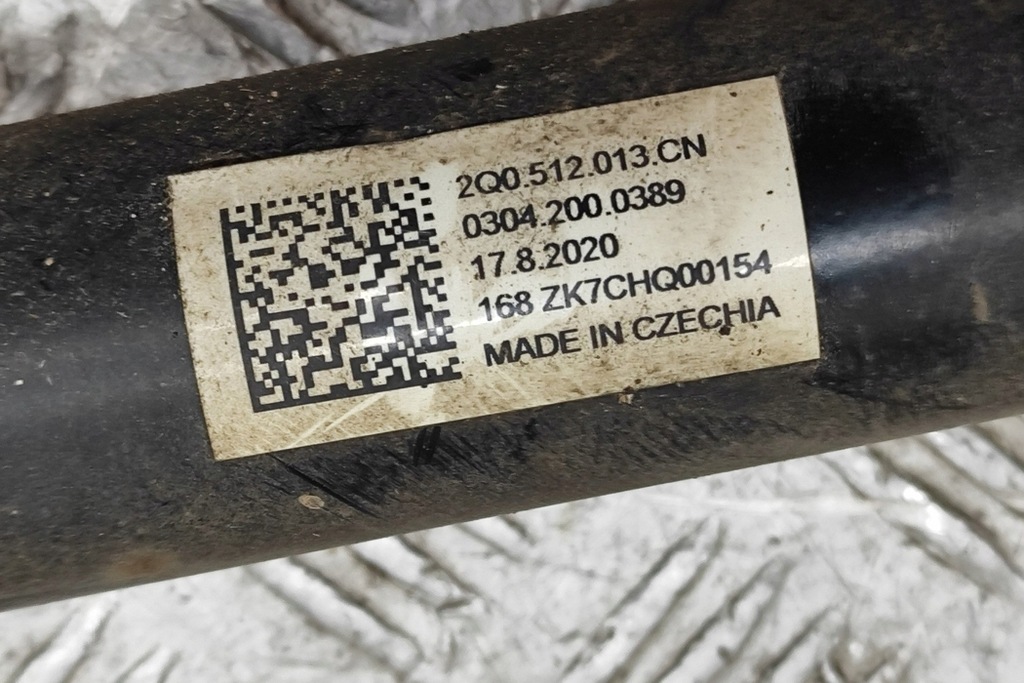 2Q0.512.013.CN
0304.200.0389
17.8.2020
168 ZK7CHQ00154
MADE IN CZECHIA